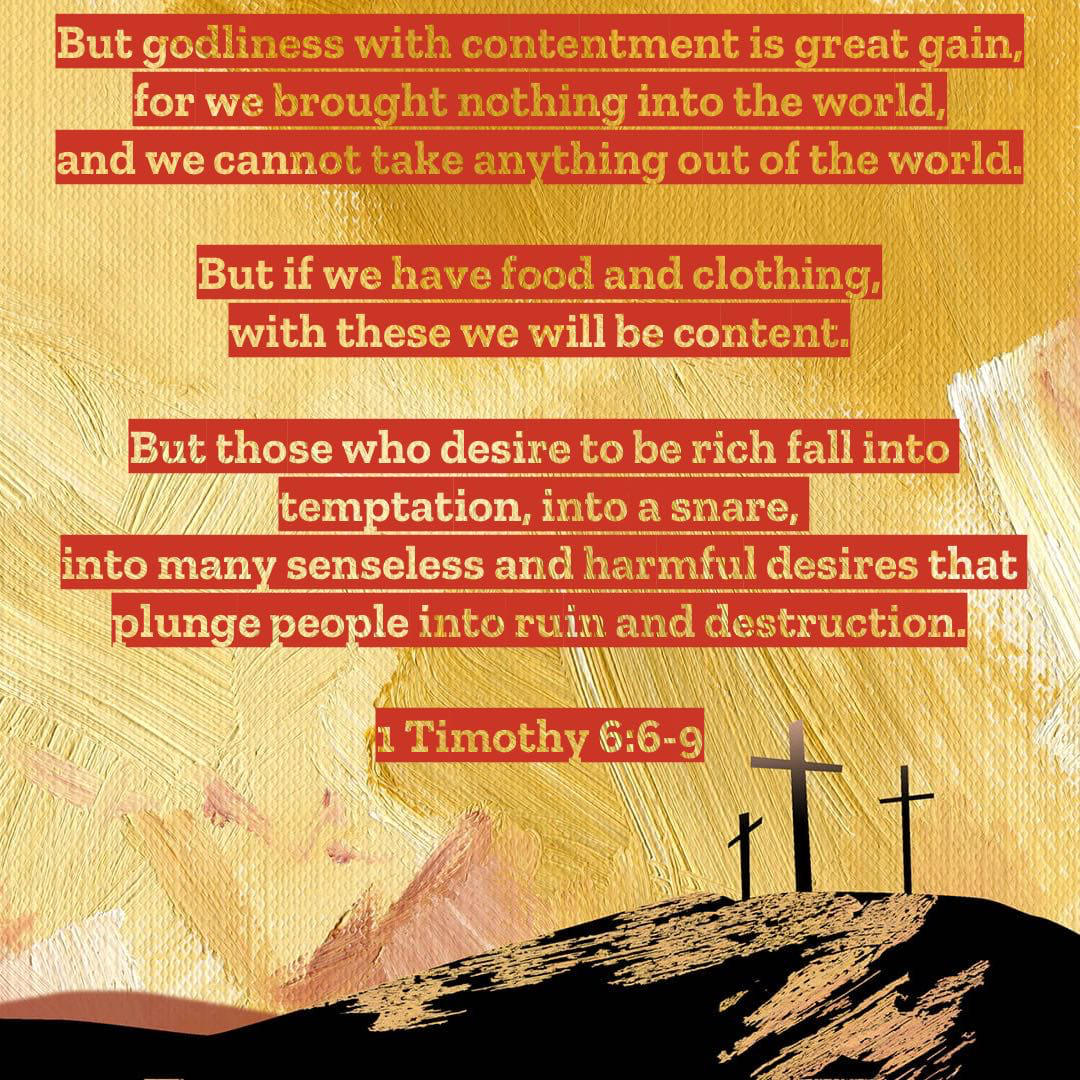 But godliness with contentment is great gain,
for we brought nothing into the world,
and we cannot take anything out of the world.
But if we have food and clothing,
with these we will be content.
But those who desire to be rich fall into
temptation, into a snare,
into many senseless and harmful desires that
plunge people into ruin and destruction.
1 Timothy 6:6-9